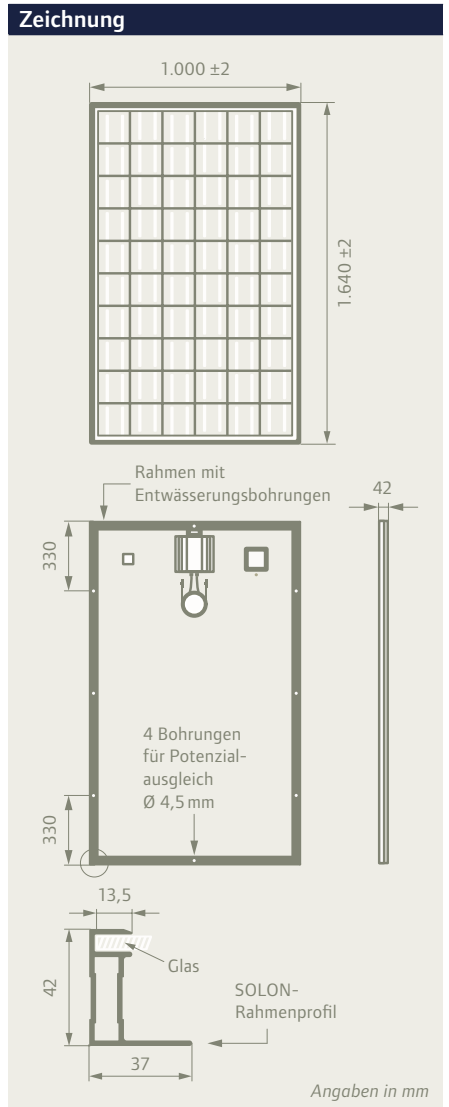 Zeichnung
1.000 ±2
1.640 ±2
Rahmen mit
Entwässerungsbohrungen
42
330
4 Bohrungen
für Potenzial-
ausgleich
Ø 4,5 mm
330
13,5
Glas
42
SOLON-
Rahmenprofil
37
Angaben in mm